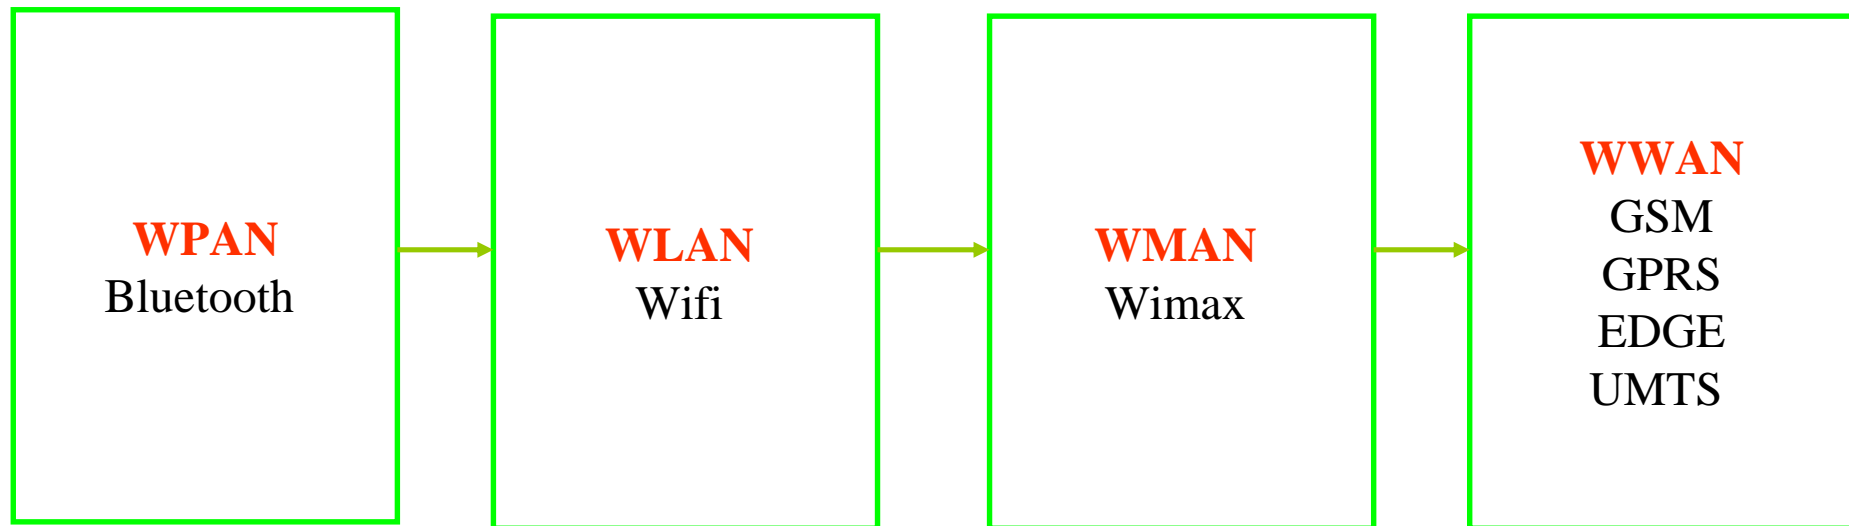 WPAN
Bluetooth
WLAN
Wifi
WMAN
Wimax
WWAN
GSM
GPRS
EDGE
UMTS